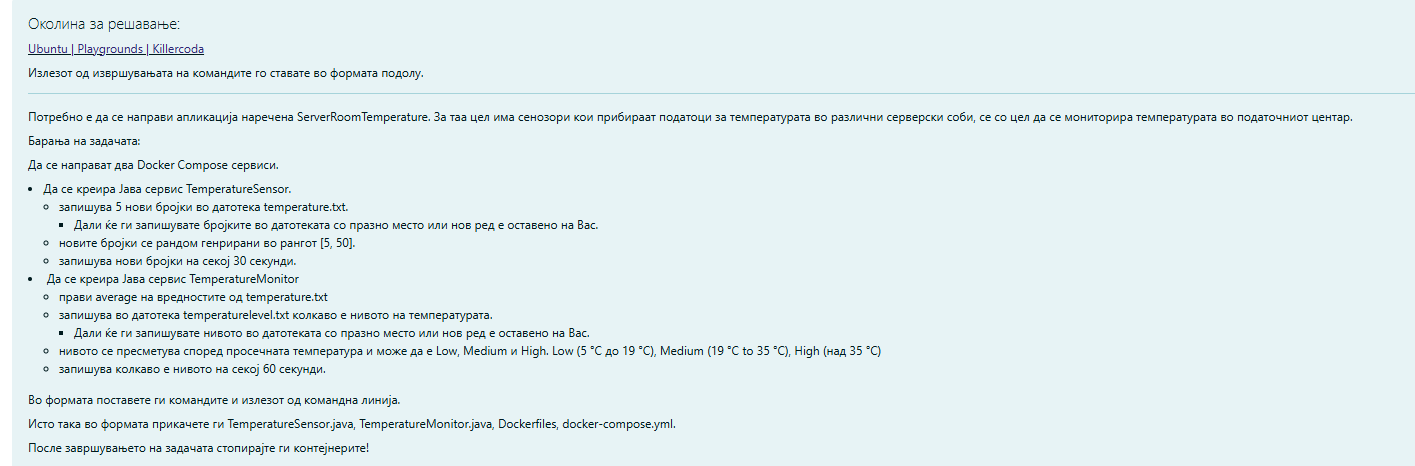 Околина за решавање:
Ubuntu | Playgrounds | Killercoda
Излезот од извршувањата на командите го ставате во формата подолу.
Потребно е да се направи апликација наречена ServerRoomTemperature. За таа цел има сенозори кои прибираат податоци за температурата во различни серверски соби, се со цел да се мониторира температурата во податочниот центар.
Барања на задачата:
Да се направат два Docker Compose сервиси.
Да се креира Јава сервис TemperatureSensor.
запишува 5 нови бројки во датотека temperature.txt.
Дали ќе ги запишувате бројките во датотеката со празно место или нов ред е оставено на Вас.
новите бројки се рандом генрирани во рангот [5, 50].
запишува нови бројки на секој 30 секунди.
Да се креира Јава сервис TemperatureMonitor
прави average на вредностите од temperature.txt
запишува во датотека temperaturelevel.txt колкаво е нивото на температурата.
Дали ќе ги запишувате нивото во датотеката со празно место или нов ред е оставено на Вас.
нивото се пресметува според просечната температура и може да е Low, Medium и High. Low (5 °C до 19 °C), Medium (19 °C to 35 °C), High (над 35 °C)
запишува колкаво е нивото на секој 60 секунди.
Во формата поставете ги командите и излезот од командна линија.
Исто така во формата прикачете ги TemperatureSensor.java, TemperatureMonitor.java, Dockerfiles, docker-compose.yml.
После завршувањето на задачата стопирајте ги контејнерите!